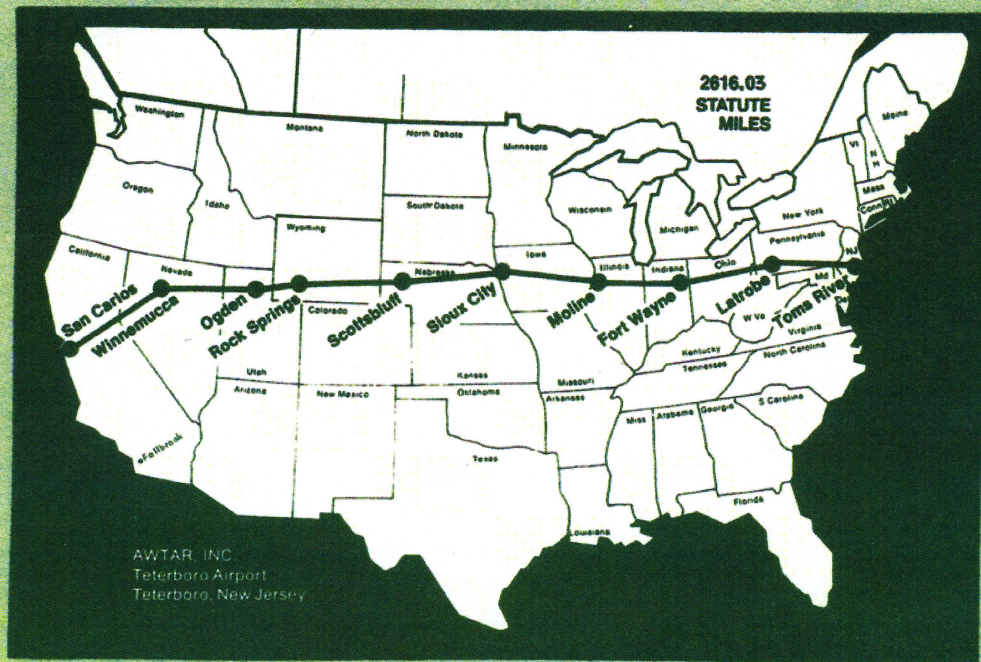 2616.03
STATUTE
MILES
Washington
Montana
North Dakota
Minnesota
Maine
Vt
N
H
Oregon
Idaho
South Dakota
Wisconsin
Michigan
New York
Mass
Conn
RI
Wyoming
Pennsylvania
California
Nevada
Nebraska
Iowa
Illinois
Indiana
Ohio
NJ
Md
San Carlos
Winnemucca
Ogden
Rock Springs
Scottsbluff
Sioux City
Moline
Fort Wayne
Latrobe
Toms River
Colorado
W Va
Virginia
Utah
Kansas
Missouri
Kentucky
Tennessee
North Carolina
Arizona
New Mexico
Oklahoma
Arkansas
Miss
Alabama
Georgia
S Carolina
Fallbrook
Texas
Louisiana
Florida
AWTAR, INC.
Teterboro Airport
Teterboro, New Jersey